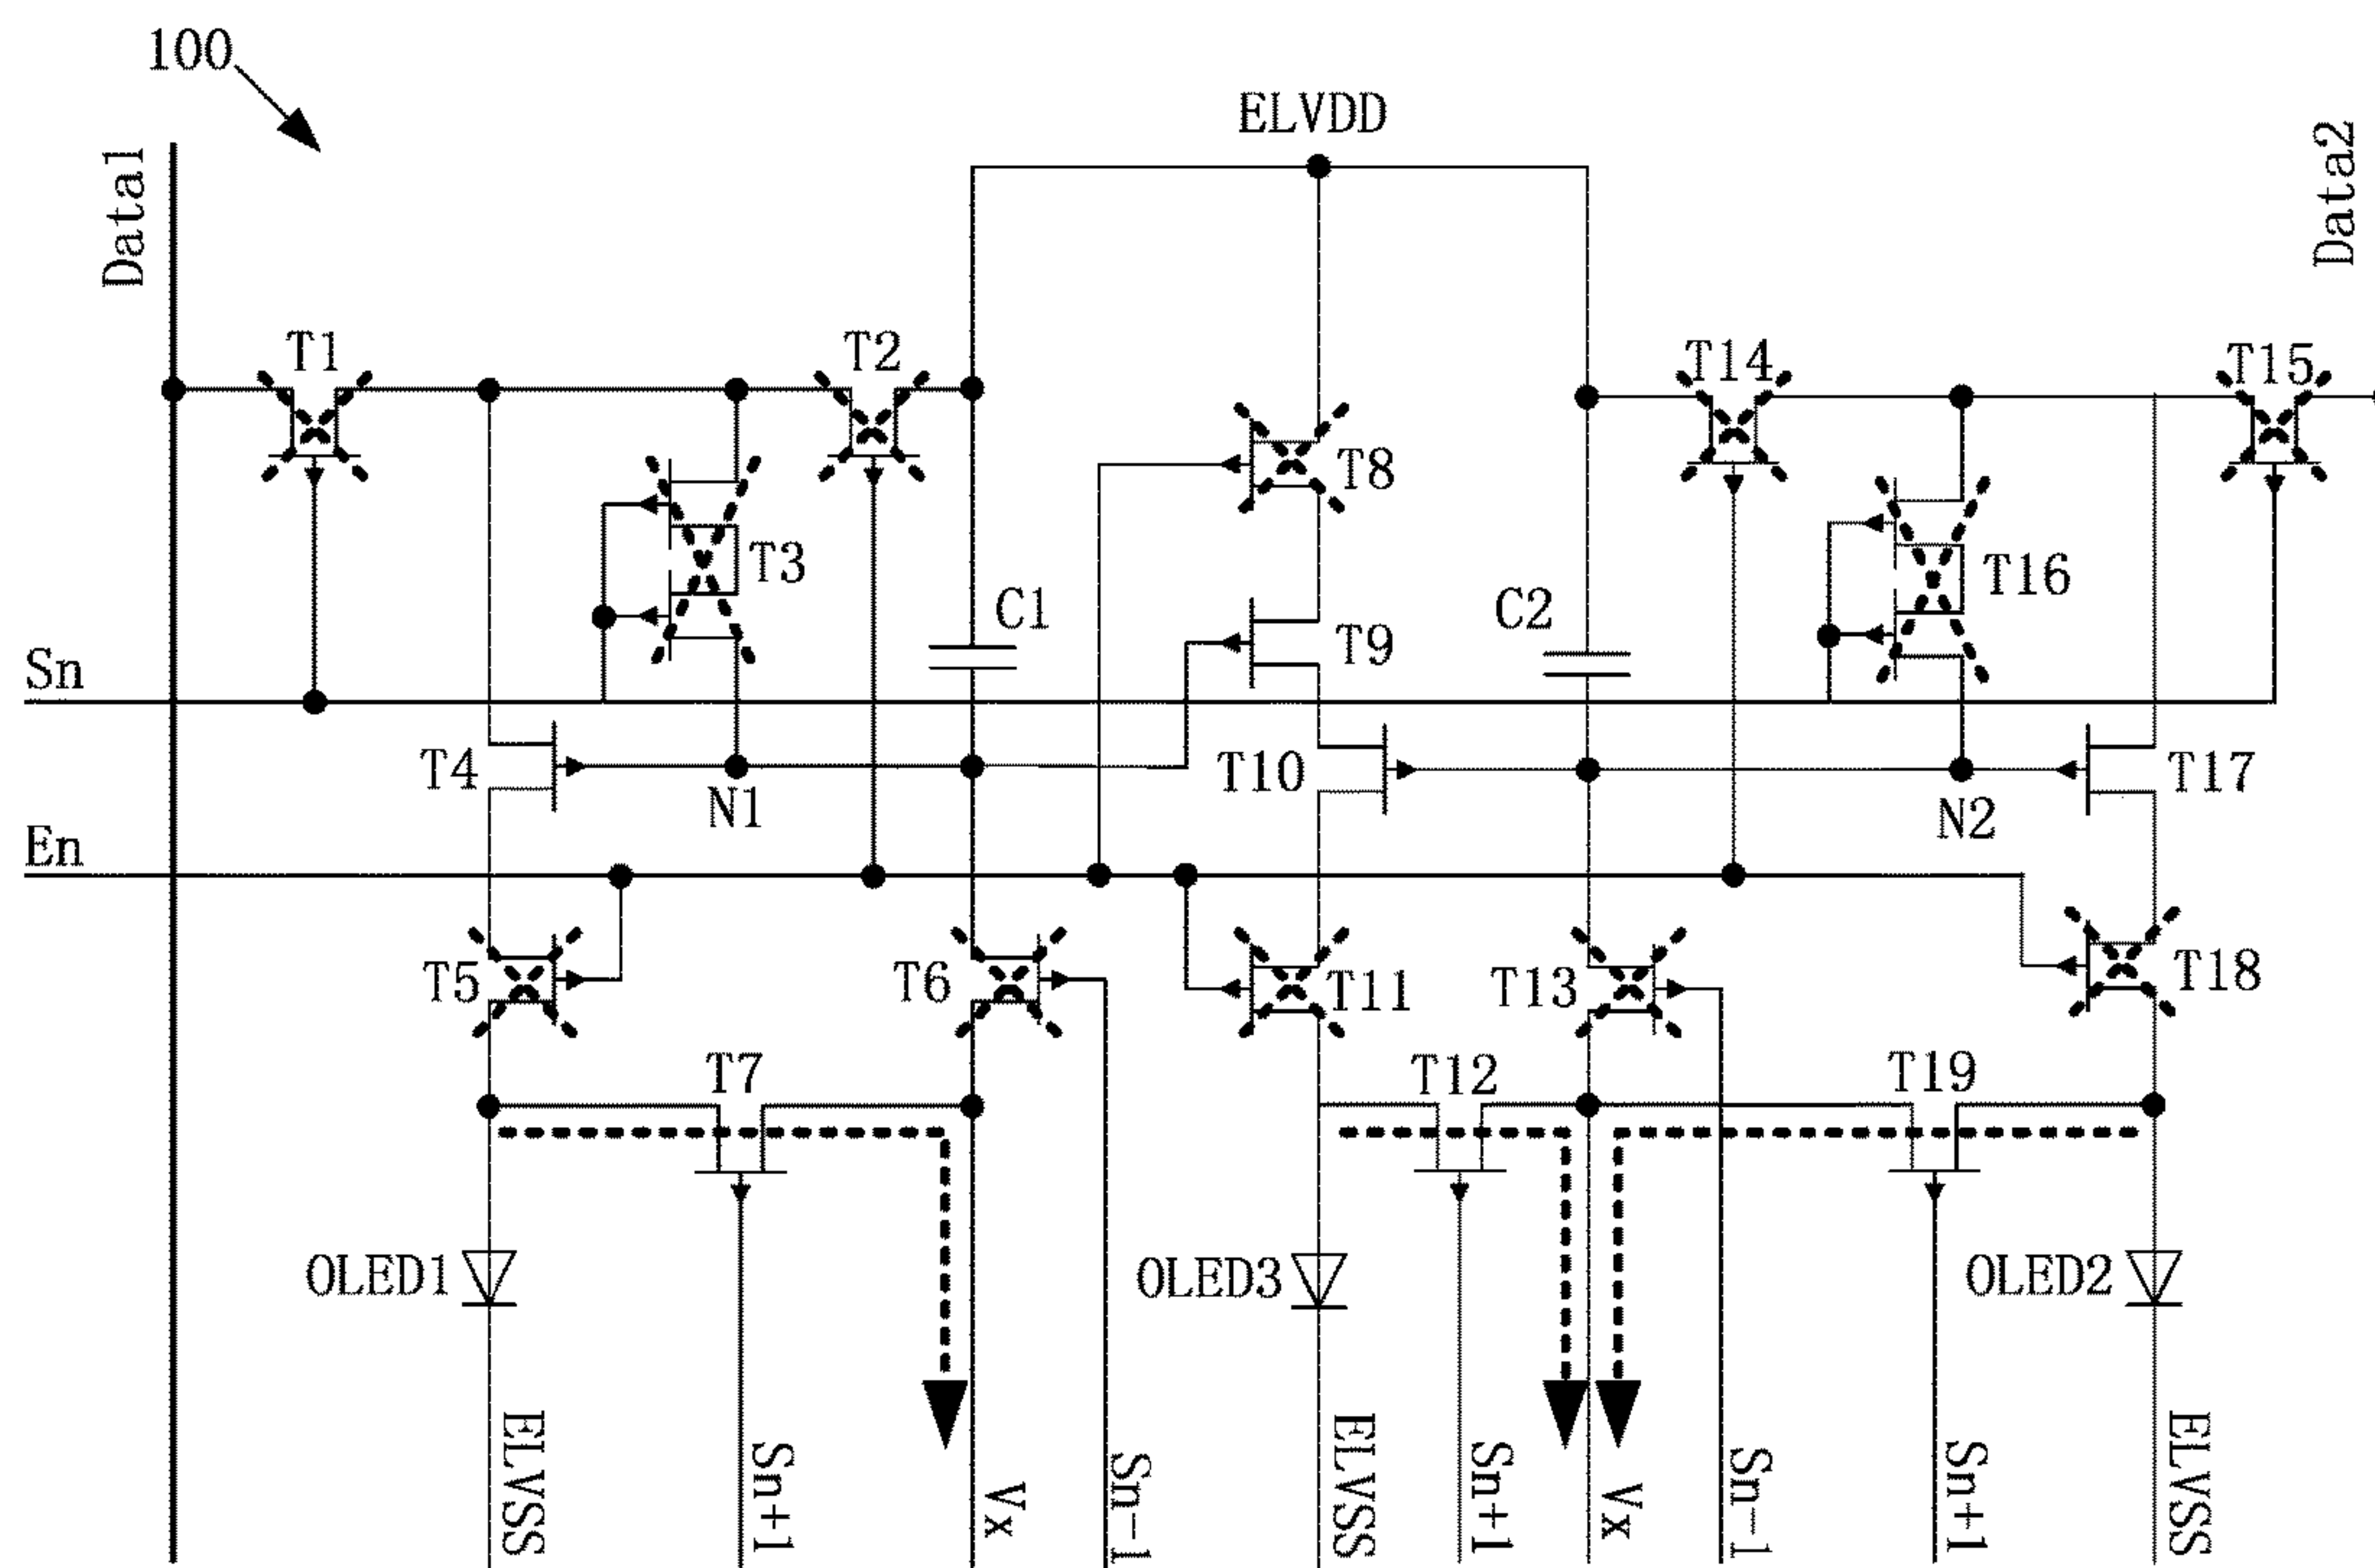 100
ELVDD
Data1
Data2
T1
T2
T14
T15
T8
T3
T16
C1
C2
T9
Sn
T4
T10
T17
N1
N2
En
T5
T6
T11
T13
T18
T7
T12
T19
OLED1
OLED3
OLED2
ELVSS
Sn+1
Vx
Sn-1
ELVSS
Sn+1
Vx
Sn-1
Sn+1
ELVSS